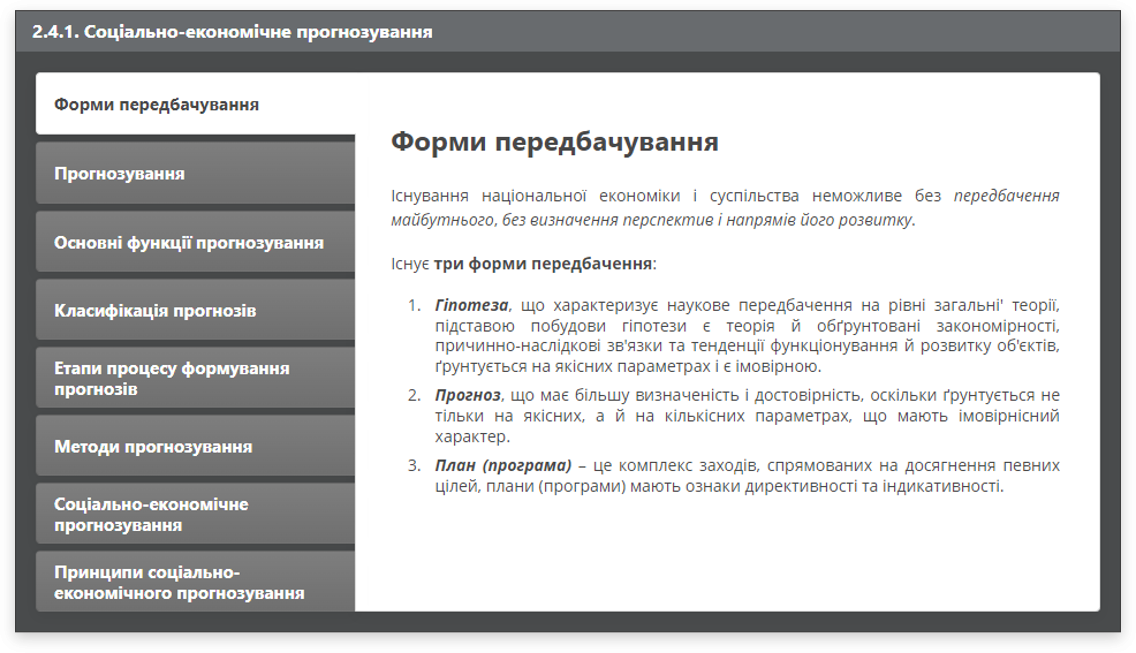 2.4.1. Соціально-економічне прогнозування
Форми передбачування
Прогнозування
Основні функції прогнозування
Класифікація прогнозів
Етапи процесу формування
прогнозів
Методи прогнозування
Соціально-економічне
прогнозування
Принципи соціально-
економічного прогнозування
Форми передбачування
Існування національної економіки і суспільства неможливе без передбачення
майбутнього, без визначення перспектив і напрямів його розвитку.
Існує три форми передбачення:
1. Гіпотеза, що характеризує наукове передбачення на рівні загальні' теорії,
підставою побудови гіпотези є теорія й обґрунтовані закономірності,
причинно-наслідкові зв'язки та тенденції функціонування й розвитку об'єктів,
ґрунтується на якісних параметрах і є імовірною.
2. Прогноз, що має більшу визначеність і достовірність, оскільки ґрунтується не
тільки на якісних, а й на кількісних параметрах, що мають імовірнісний
характер.
3. План (програма) – це комплекс заходів, спрямованих на досягнення певних
цілей, плани (програми) мають ознаки директивності та індикативності.